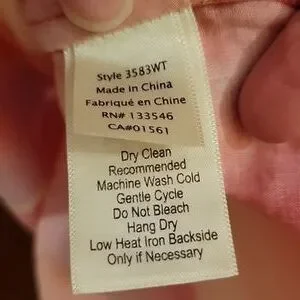 Style 3583WT
Made in China
Fabriqué en Chine
RN# 133546
CA#01561
Dry Clean
Recommended
Machine Wash Cold
Gentle Cycle
Do Not Bleach
Hang Dry
Low Heat Iron Backside
Only if Necessary